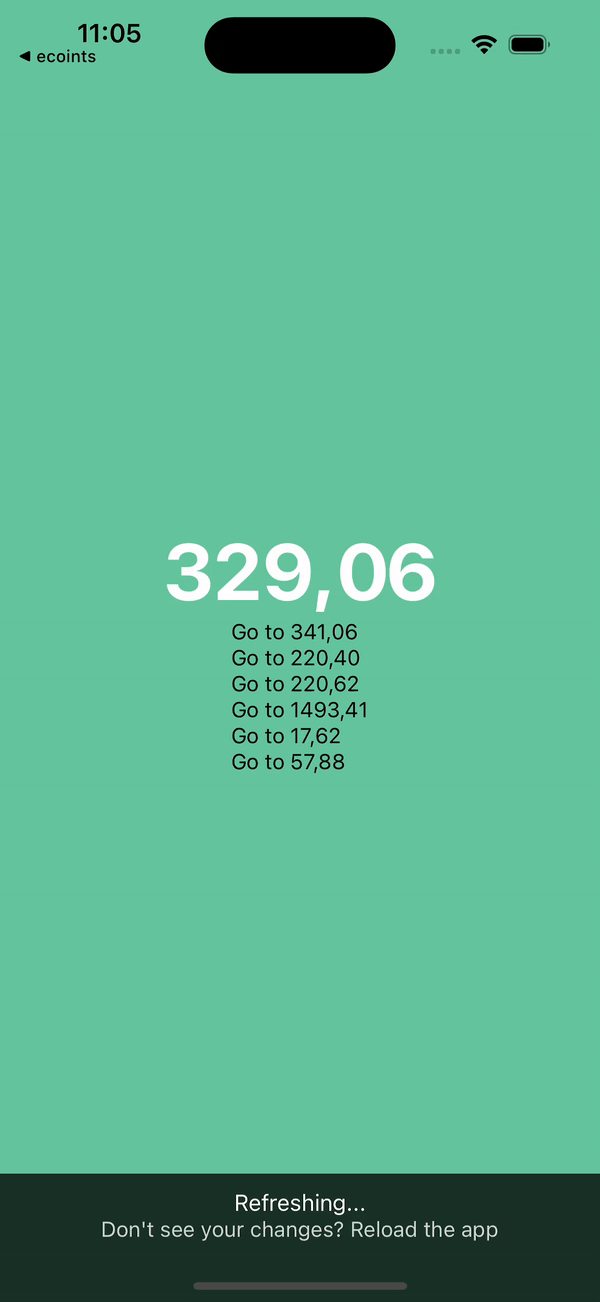 11:05
◀ ecoints
329,06
Go to 341,06
Go to 220,40
Go to 220,62
Go to 1493,41
Go to 17,62
Go to 57,88
Refreshing...
Don't see your changes? Reload the app